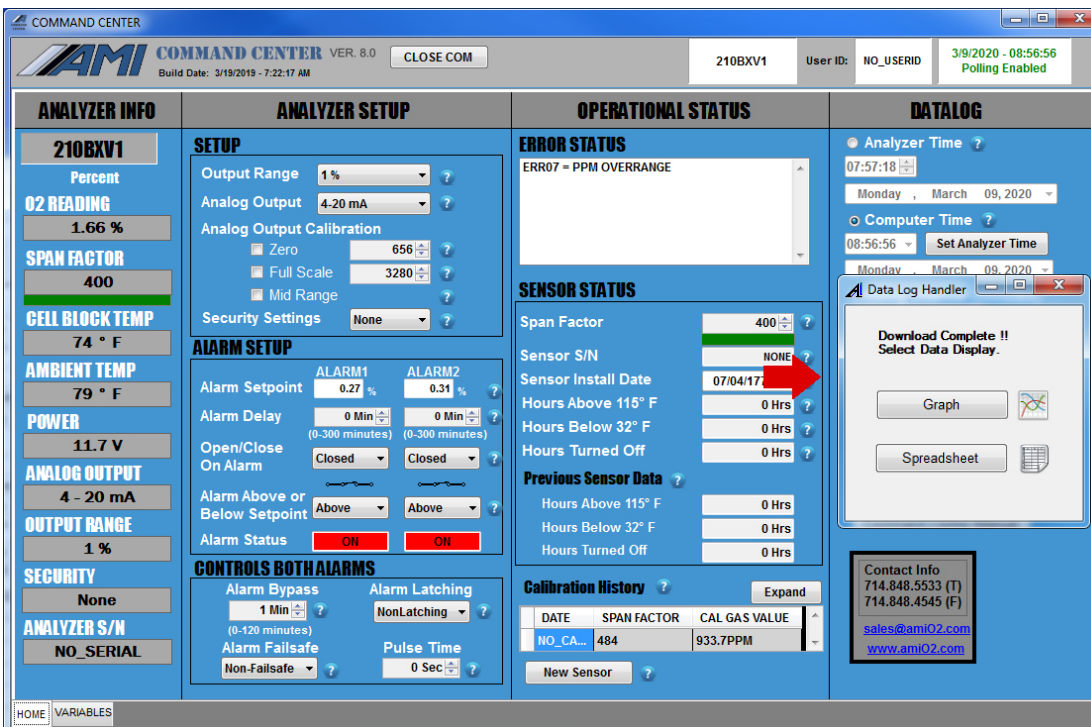 COMMAND CENTER
AMI COMMAND CENTER VER. 8.0 CLOSE COM
Build Date: 3/19/2019 - 7:22:17 AM
210BXV1 User ID: NO_USERID
3/9/2020 - 08:56:56
Polling Enabled
ANALYZER INFO
210BXV1
Percent
O2 READING
1.66 %
SPAN FACTOR
400
CELL BLOCK TEMP
74 ° F
AMBIENT TEMP
79 ° F
POWER
11.7 V
ANALOG OUTPUT
4 - 20 mA
OUTPUT RANGE
1 %
SECURITY
None
ANALYZER S/N
NO_SERIAL
ANALYZER SETUP
SETUP
Output Range 1 % ?
Analog Output 4-20 mA ?
Analog Output Calibration
Zero 656 ?
Full Scale 3280 ?
Mid Range ?
Security Settings None ?
ALARM SETUP
ALARM1 ALARM2
Alarm Setpoint 0.27 % 0.31 % ?
Alarm Delay 0 Min 0 Min ?
(0-300 minutes) (0-300 minutes)
Open/Close
On Alarm Closed Closed ?
Alarm Above or
Below Setpoint Above Above ?
Alarm Status ON ON
CONTROLS BOTH ALARMS
Alarm Bypass Alarm Latching
1 Min ? NonLatching ?
(0-120 minutes)
Alarm Failsafe Pulse Time
Non-Failsafe ? 0 Sec ?
OPERATIONAL STATUS
ERROR STATUS
ERR07 = PPM OVERRANGE
SENSOR STATUS
Span Factor 400 ?
Sensor S/N NONE ?
Sensor Install Date 07/04/177
Hours Above 115° F 0 Hrs ?
Hours Below 32° F 0 Hrs ?
Hours Turned Off 0 Hrs ?
Previous Sensor Data ?
Hours Above 115° F 0 Hrs
Hours Below 32° F 0 Hrs
Hours Turned Off 0 Hrs
Calibration History ? Expand
DATE SPAN FACTOR CAL GAS VALUE
NO_CA... 484 933.7PPM
New Sensor ?
DATALOG
Analyzer Time ?
07:57:18
Monday , March 09, 2020
Computer Time ?
08:56:56 Set Analyzer Time
Monday , March 09, 2020
Data Log Handler
Download Complete !!
Select Data Display.
Graph
Spreadsheet
Contact Info
714.848.5533 (T)
714.848.4545 (F)
sales@amiO2.com
www.amiO2.com
HOME VARIABLES